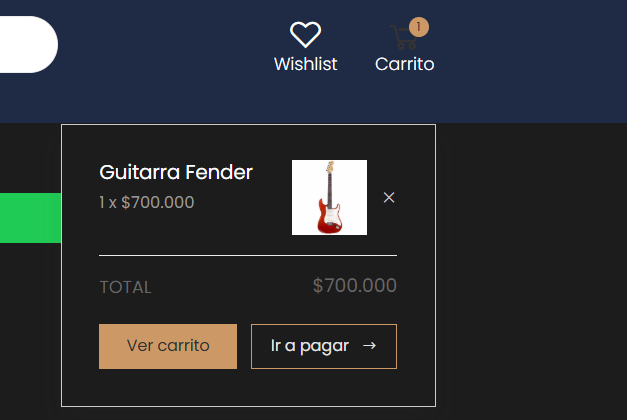 1
Wishlist
Carrito
Guitarra Fender
1 x $700.000
TOTAL
$700.000
Ver carrito
Ir a pagar →